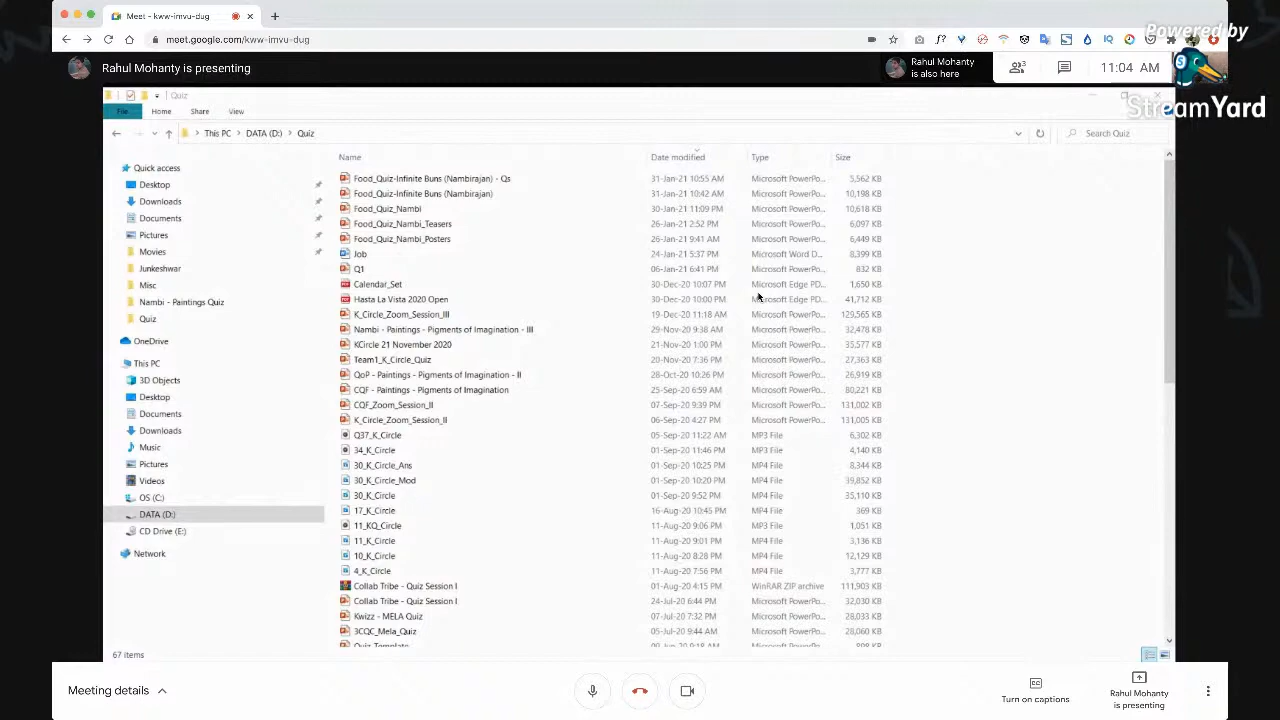 Meet - kww-imvu-dug
meet.google.com/kww-imvu-dug
Powered by
StreamYard
Rahul Mohanty is presenting
Rahul Mohanty
is also here
3
11:04 AM
Quiz
File Home Share View
This PC DATA (D:) Quiz
Search Quiz
Name Date modified Type Size
Quick access
Desktop
Downloads
Documents
Pictures
Movies
Junkeshwar
Misc
Nambi - Paintings Quiz
Quiz
OneDrive
This PC
3D Objects
Desktop
Documents
Downloads
Music
Pictures
Videos
OS (C:)
DATA (D:)
CD Drive (E:)
Network
Food_Quiz-Infinite Buns (Nambirajan) - Qs 31-Jan-21 10:55 AM Microsoft PowerPo... 5,562 KB
Food_Quiz-Infinite Buns (Nambirajan) 31-Jan-21 10:42 AM Microsoft PowerPo... 10,198 KB
Food_Quiz_Nambi 30-Jan-21 11:09 PM Microsoft PowerPo... 10,618 KB
Food_Quiz_Nambi_Teasers 26-Jan-21 2:52 PM Microsoft PowerPo... 6,097 KB
Food_Quiz_Nambi_Posters 26-Jan-21 9:41 AM Microsoft PowerPo... 6,449 KB
Job 24-Jan-21 5:37 PM Microsoft Word D... 8,399 KB
Q1 06-Jan-21 6:41 PM Microsoft PowerPo... 832 KB
Calendar_Set 30-Dec-20 10:07 PM Microsoft Edge PD... 1,650 KB
Hasta La Vista 2020 Open 30-Dec-20 10:00 PM Microsoft Edge PD... 41,712 KB
K_Circle_Zoom_Session_III 19-Dec-20 11:18 AM Microsoft PowerPo... 129,565 KB
Nambi - Paintings - Pigments of Imagination - III 29-Nov-20 9:38 AM Microsoft PowerPo... 32,478 KB
KCircle 21 November 2020 21-Nov-20 1:00 PM Microsoft PowerPo... 35,577 KB
Team1_K_Circle_Quiz 20-Nov-20 7:36 PM Microsoft PowerPo... 27,363 KB
QoP - Paintings - Pigments of Imagination - II 28-Oct-20 10:26 PM Microsoft PowerPo... 26,919 KB
CQF - Paintings - Pigments of Imagination 25-Sep-20 6:59 AM Microsoft PowerPo... 80,221 KB
CQF_Zoom_Session_II 07-Sep-20 9:39 PM Microsoft PowerPo... 131,002 KB
K_Circle_Zoom_Session_II 06-Sep-20 4:27 PM Microsoft PowerPo... 131,005 KB
Q37_K_Circle 05-Sep-20 11:22 AM MP3 File 6,302 KB
34_K_Circle 01-Sep-20 11:46 PM MP3 File 4,140 KB
30_K_Circle_Ans 01-Sep-20 10:25 PM MP4 File 8,344 KB
30_K_Circle_Mod 01-Sep-20 10:20 PM MP4 File 39,852 KB
30_K_Circle 01-Sep-20 9:52 PM MP4 File 35,110 KB
17_K_Circle 16-Aug-20 10:45 PM MP4 File 369 KB
11_KQ_Circle 11-Aug-20 9:06 PM MP3 File 1,051 KB
11_K_Circle 11-Aug-20 9:01 PM MP4 File 3,136 KB
10_K_Circle 11-Aug-20 8:28 PM MP4 File 12,129 KB
4_K_Circle 11-Aug-20 7:56 PM MP4 File 3,777 KB
Collab Tribe - Quiz Session I 01-Aug-20 4:15 PM WinRAR ZIP archive 111,903 KB
Collab Tribe - Quiz Session I 24-Jul-20 6:44 PM Microsoft PowerPo... 32,030 KB
Kwizz - MELA Quiz 07-Jul-20 7:32 PM Microsoft PowerPo... 28,033 KB
3CQC_Mela_Quiz 05-Jul-20 9:44 AM Microsoft PowerPo... 28,060 KB
67 items
Meeting details
Turn on captions
Rahul Mohanty
is presenting